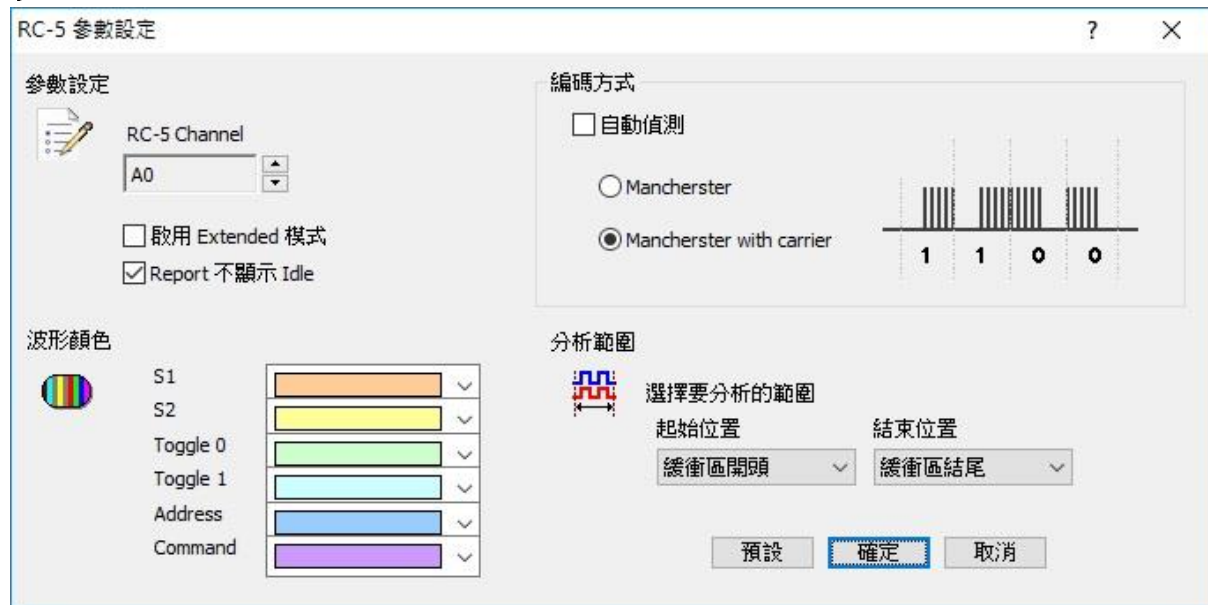 RC-5 參數設定
?
參數設定
RC-5 Channel
A0
啟用 Extended 模式
Report 不顯示 Idle
編碼方式
自動偵測
Mancherster
Mancherster with carrier
1 1 0 0
波形顏色
S1
S2
Toggle 0
Toggle 1
Address
Command
分析範圍
選擇要分析的範圍
起始位置 結束位置
緩衝區開頭 緩衝區結尾
預設 確定 取消